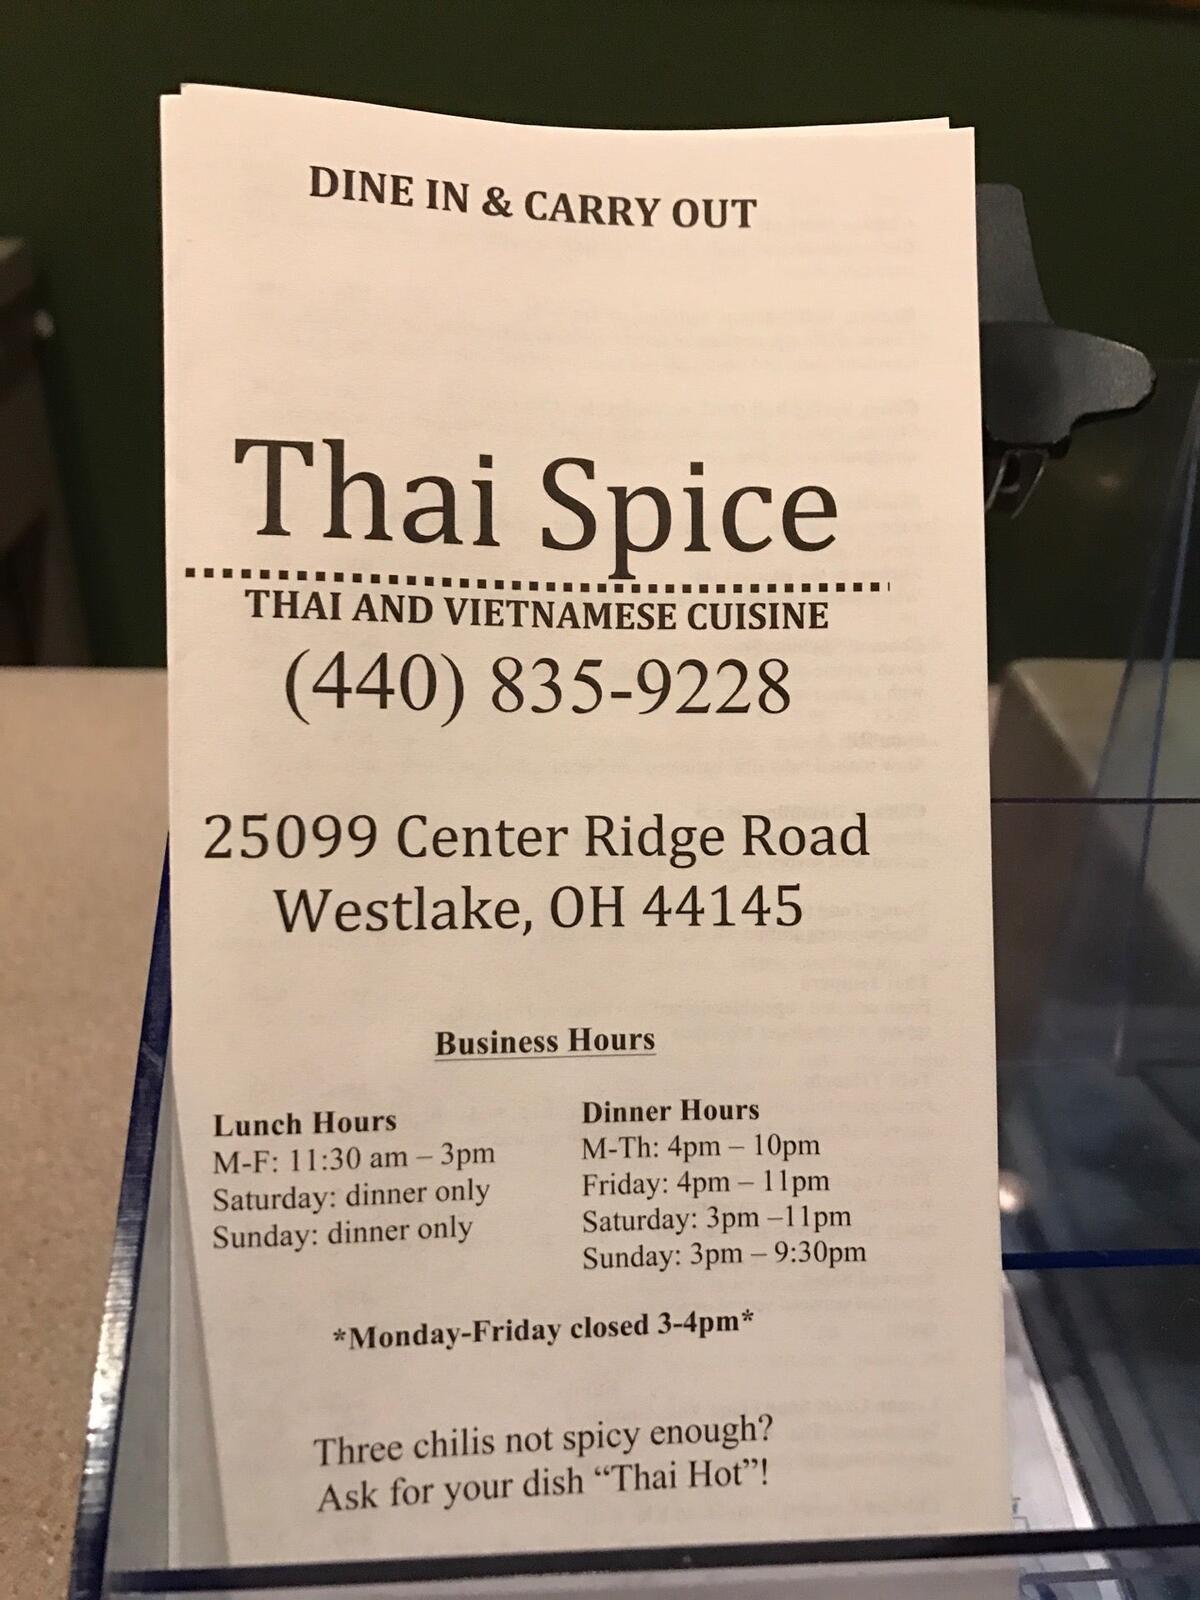 DINE IN & CARRY OUT
Thai Spice
THAI AND VIETNAMESE CUISINE
(440) 835-9228
25099 Center Ridge Road
Westlake, OH 44145
Business Hours
Lunch Hours
M-F: 11:30 am – 3pm
Saturday: dinner only
Sunday: dinner only
Dinner Hours
M-Th: 4pm – 10pm
Friday: 4pm – 11pm
Saturday: 3pm –11pm
Sunday: 3pm – 9:30pm
*Monday-Friday closed 3-4pm*
Three chilis not spicy enough?
Ask for your dish “Thai Hot”!